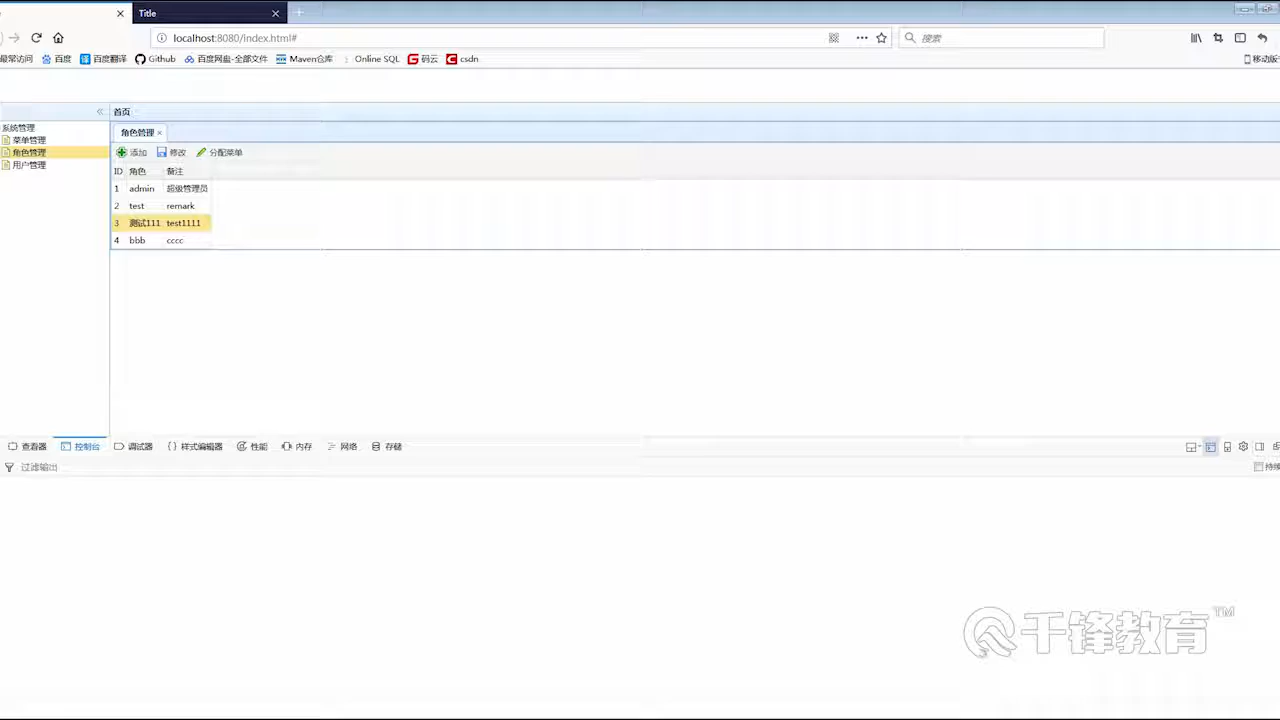 Title
localhost:8080/index.html#
搜索
最常访问 百度 百度翻译 Github 百度网盘-全部文件 Maven仓库 Online SQL 码云 csdn
移动版
首页
系统管理
菜单管理
角色管理
用户管理
角色管理
添加 修改 分配菜单
ID 角色 备注
1 admin 超级管理员
2 test remark
3 测试111 test1111
4 bbb cccc
查看器 控制台 调试器 样式编辑器 性能 内存 网络 存储
过滤输出
持续
千锋教育™